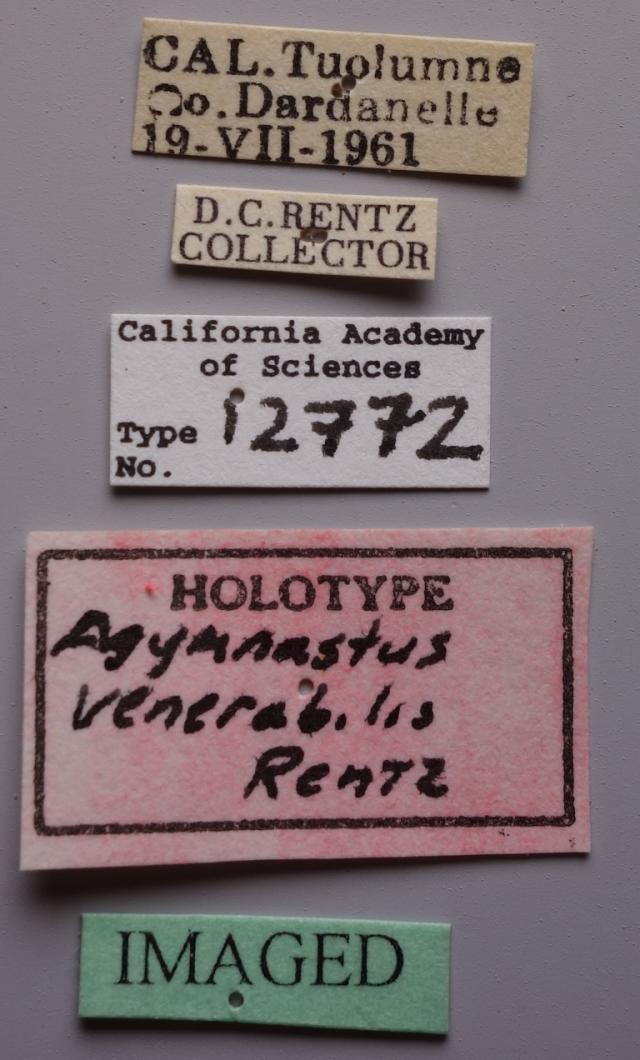 CAL.Tuolumne
Co.Dardanelle
19-VII-1961
D.C.RENTZ
COLLECTOR
California Academy
of Sciences
Type 12772
No.
HOLOTYPE
Agymnastus
venerabilis
Rentz
IMAGED